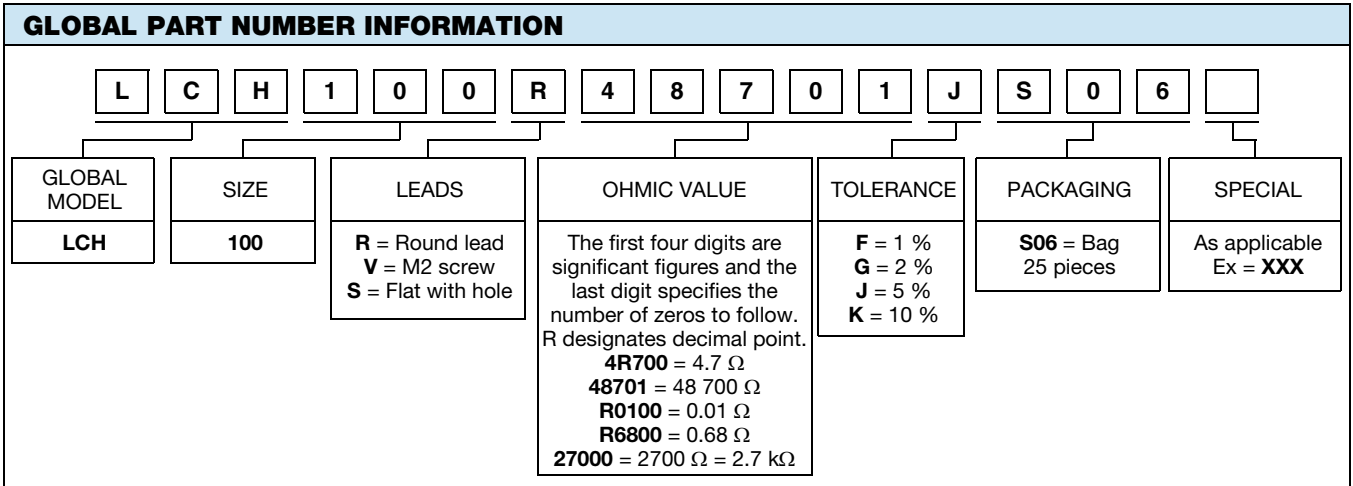 GLOBAL PART NUMBER INFORMATION
L C H 1 0 0 R 4 8 7 0 1 J S 0 6
GLOBAL
MODEL
LCH
SIZE
100
LEADS
R = Round lead
V = M2 screw
S = Flat with hole
OHMIC VALUE
The first four digits are
significant figures and the
last digit specifies the
number of zeros to follow.
R designates decimal point.
4R700 = 4.7 Ω
48701 = 48 700 Ω
R0100 = 0.01 Ω
R6800 = 0.68 Ω
27000 = 2700 Ω = 2.7 kΩ
TOLERANCE
F = 1 %
G = 2 %
J = 5 %
K = 10 %
PACKAGING
S06 = Bag
25 pieces
SPECIAL
As applicable
Ex = XXX